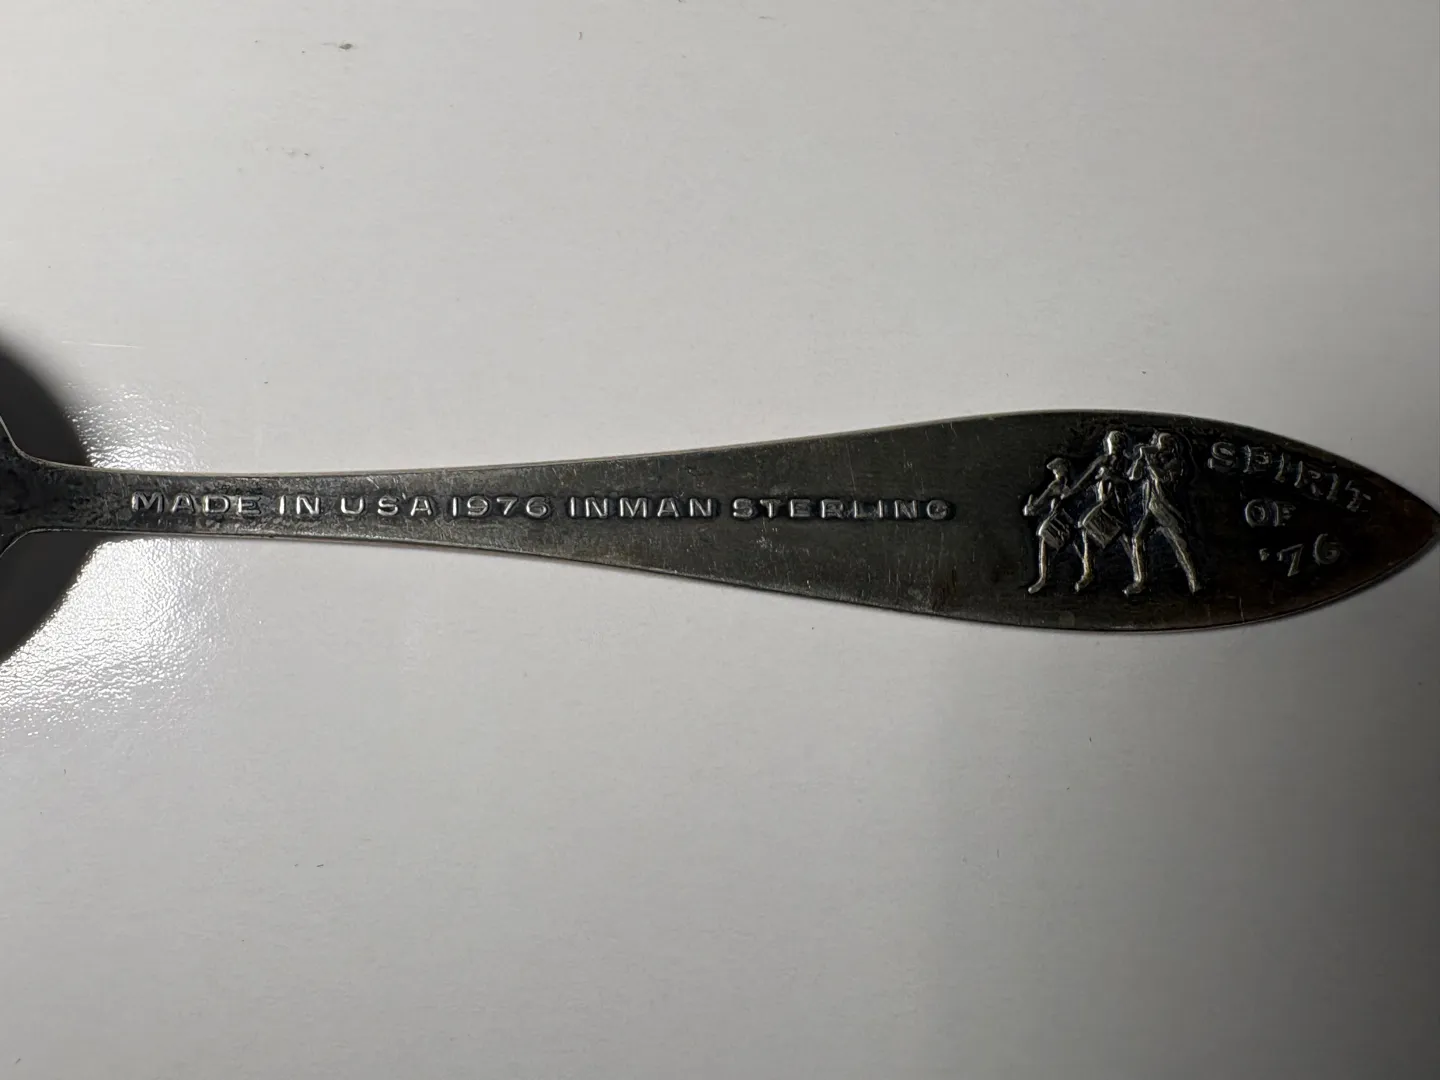 MADE IN USA 1976 INMAN STERLING
SPIRIT
OF
'76